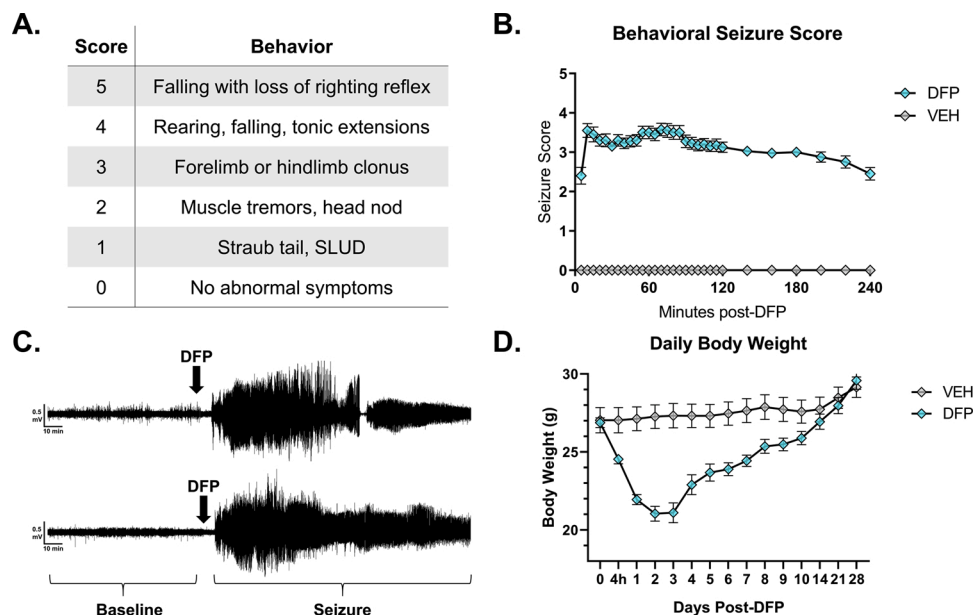 A.
Score Behavior
5 Falling with loss of righting reflex
4 Rearing, falling, tonic extensions
3 Forelimb or hindlimb clonus
2 Muscle tremors, head nod
1 Straub tail, SLUD
0 No abnormal symptoms
B.
Behavioral Seizure Score
Seizure Score
5
4
3
2
1
0
0 60 120 180 240
Minutes post-DFP
DFP
VEH
C.
DFP
0.5
mV
10 min
DFP
0.5
mV
10 min
Baseline Seizure
D.
Daily Body Weight
Body Weight (g)
30
25
20
0 4h 1 2 3 4 5 6 7 8 9 10 14 21 28
Days Post-DFP
VEH
DFP